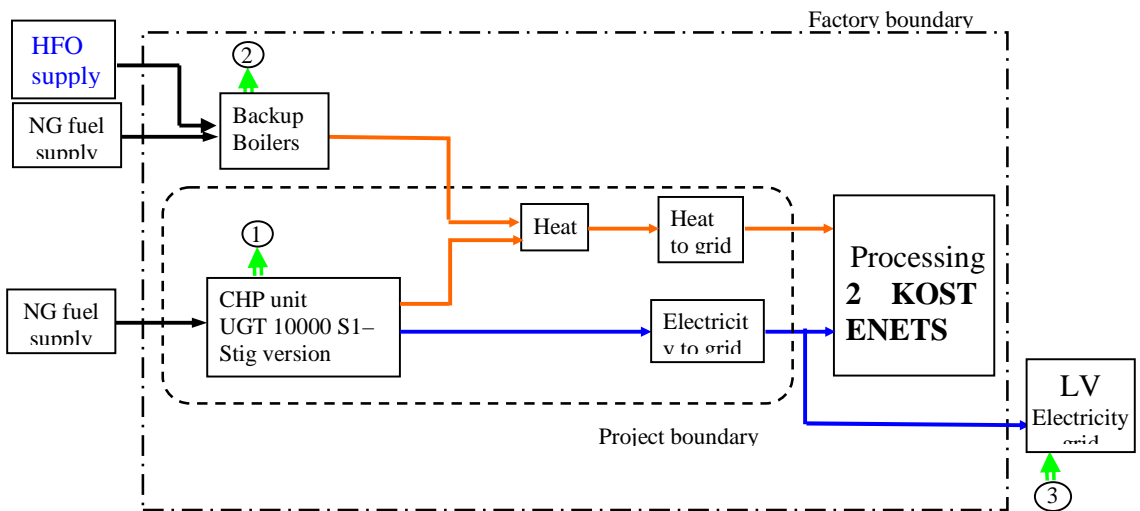 Factory boundary
HFO
supply
2
Backup
Boilers
NG fuel
supply
Heat
Heat
to grid
1
Processing
2 KOST
ENETS
NG fuel
supply
CHP unit
UGT 10000 S1–
Stig version
Electricit
y to grid
LV
Electricity
grid
Project boundary
3